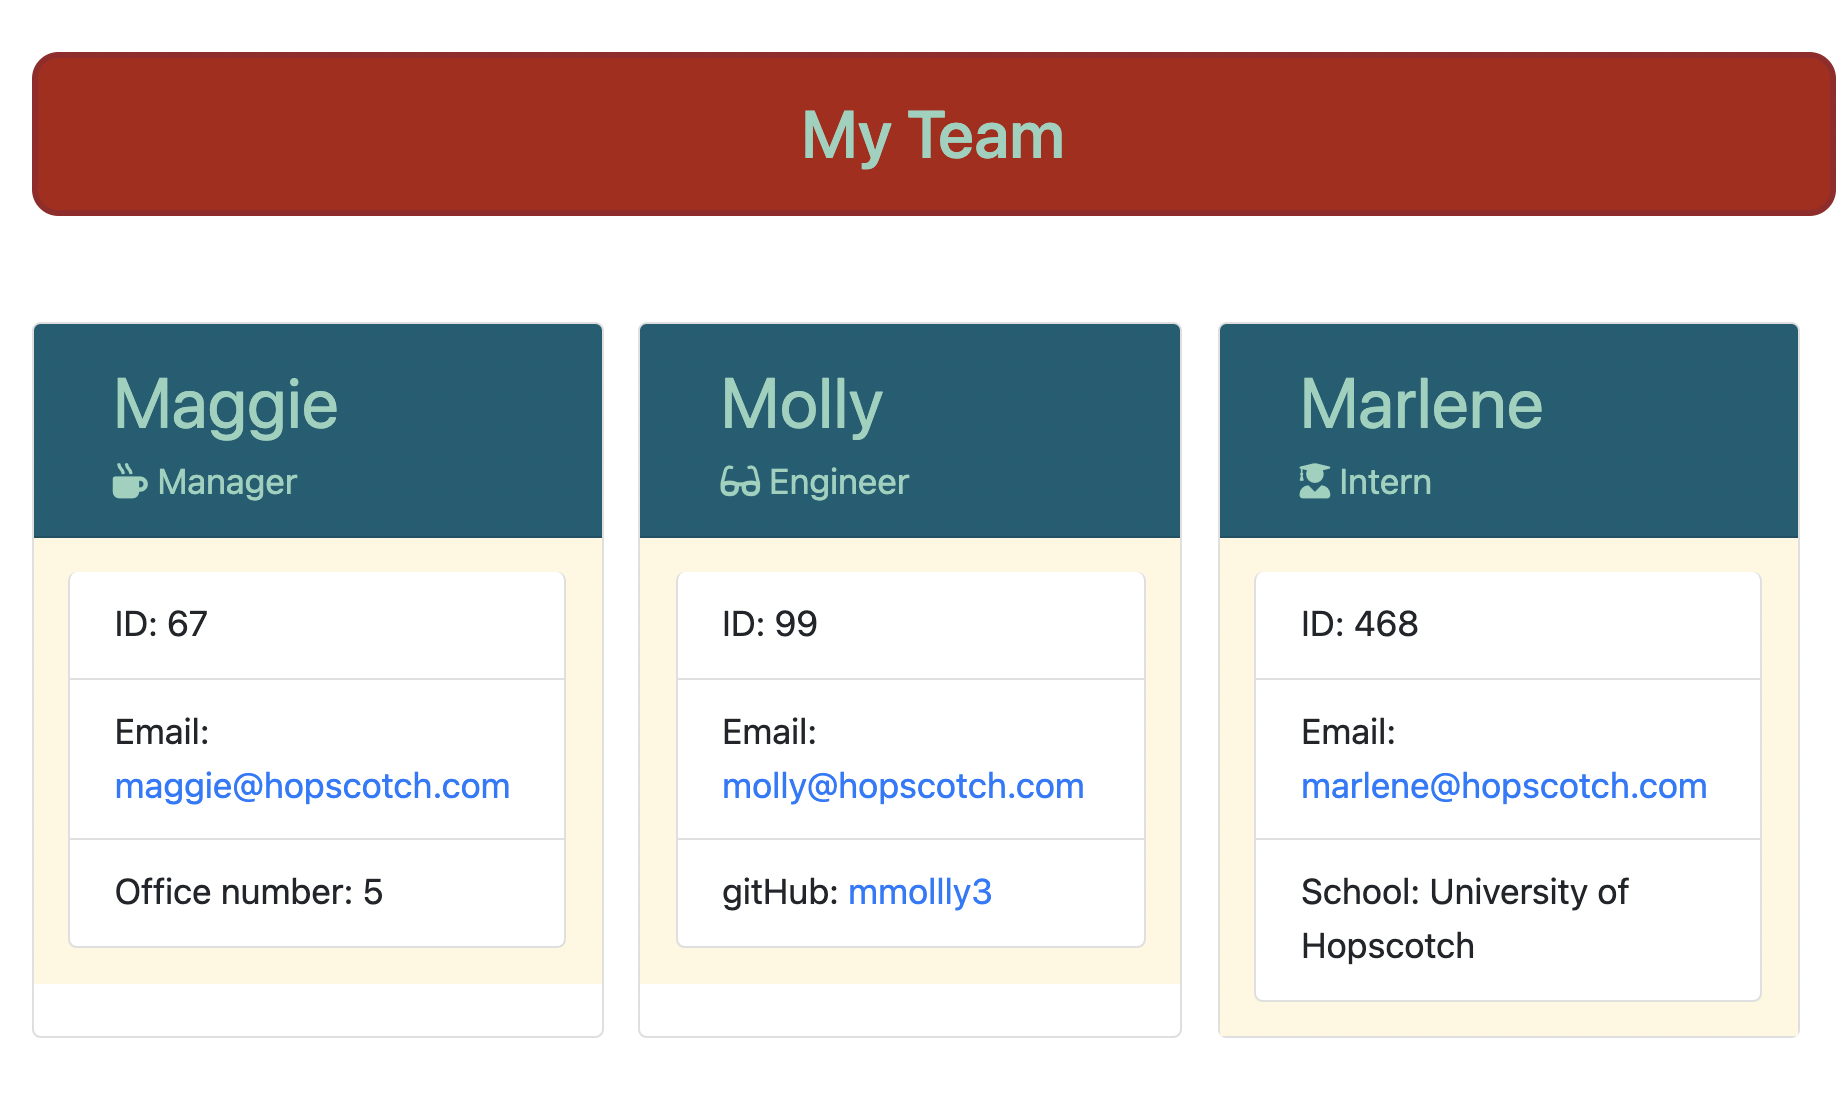 My Team
Maggie
Manager
ID: 67
Email:
maggie@hopscotch.com
Office number: 5
Molly
Engineer
ID: 99
Email:
molly@hopscotch.com
gitHub: mmollly3
Marlene
Intern
ID: 468
Email:
marlene@hopscotch.com
School: University of
Hopscotch